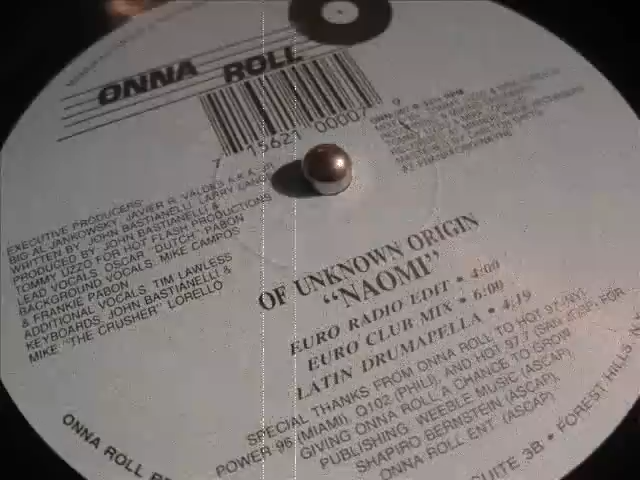 ONNA ROLL
7 15621 00007 0
EXECUTIVE PRODUCERS:
BIG AL JANKOWSKY, JAVIER R. VALDES A.K.A.
WRITTEN BY JOHN BASTIANELLI, LARRY
PRODUCED BY JOHN BASTIANELLI &
TOMMY UZZO FOR HOT FLASH PRODUCTIONS
LEAD VOCALS, OSCAR "DUTCH" PABON
BACKGROUND VOCALS, MIKE CAMPOS
& FRANKIE PABON
ADDITIONAL VOCALS, TIM LAWLESS
KEYBOARDS, JOHN BASTIANELLI &
MIKE "THE CRUSHER" LORELLO
OF UNKNOWN ORIGIN
"NAOMI"
EURO RADIO EDIT • 4:00
EURO CLUB MIX • 6:00
LATIN DRUMAPELLA • 4:19
SPECIAL THANKS FROM ONNA ROLL TO HOT 97 (NY),
POWER 96 (MIAMI), Q102 (PHILI), AND HOT 97.7 (SAN JOSE) FOR
GIVING ONNA ROLL A CHANCE TO GROW
PUBLISHING: WEEBLE MUSIC (ASCAP),
SHAPIRO BERNSTEIN (ASCAP),
ONNA ROLL ENT. (ASCAP)
ONNA ROLL
SUITE 3B • FOREST HILLS,